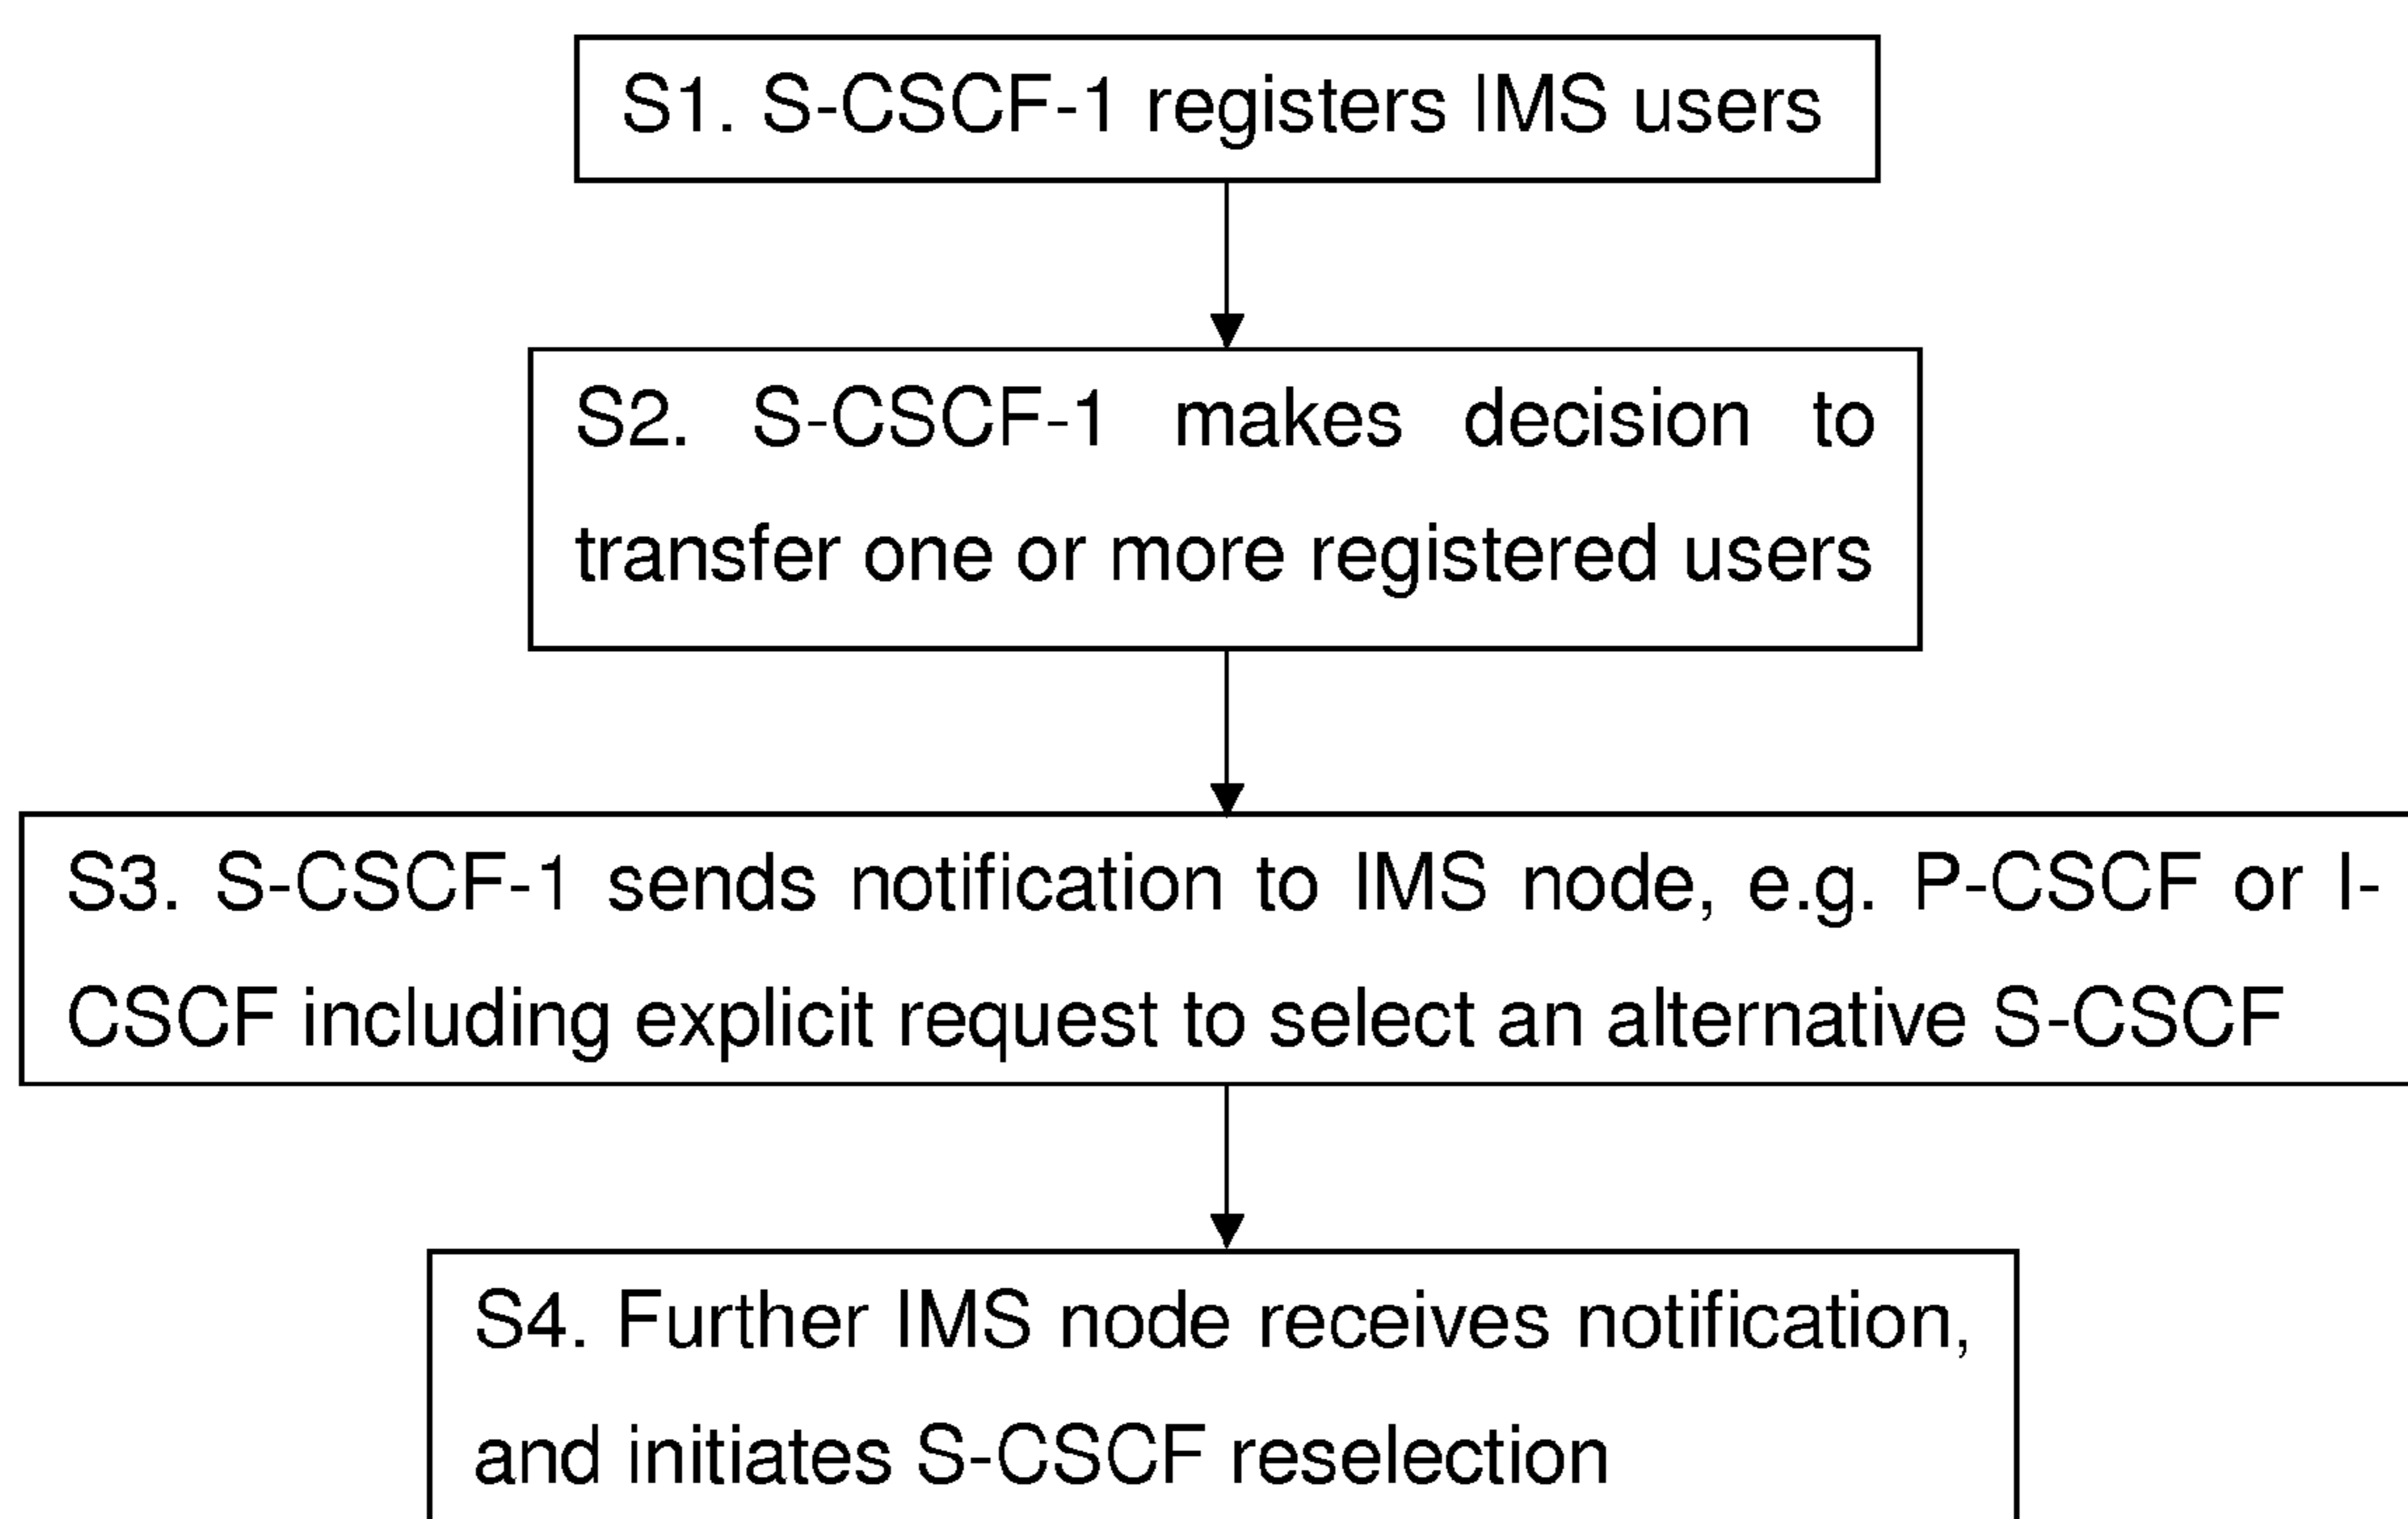 S1. S-CSCF-1 registers IMS users
S2. S-CSCF-1 makes decision to
transfer one or more registered users
S3. S-CSCF-1 sends notification to IMS node, e.g. P-CSCF or I-
CSCF including explicit request to select an alternative S-CSCF
S4. Further IMS node receives notification,
and initiates S-CSCF reselection